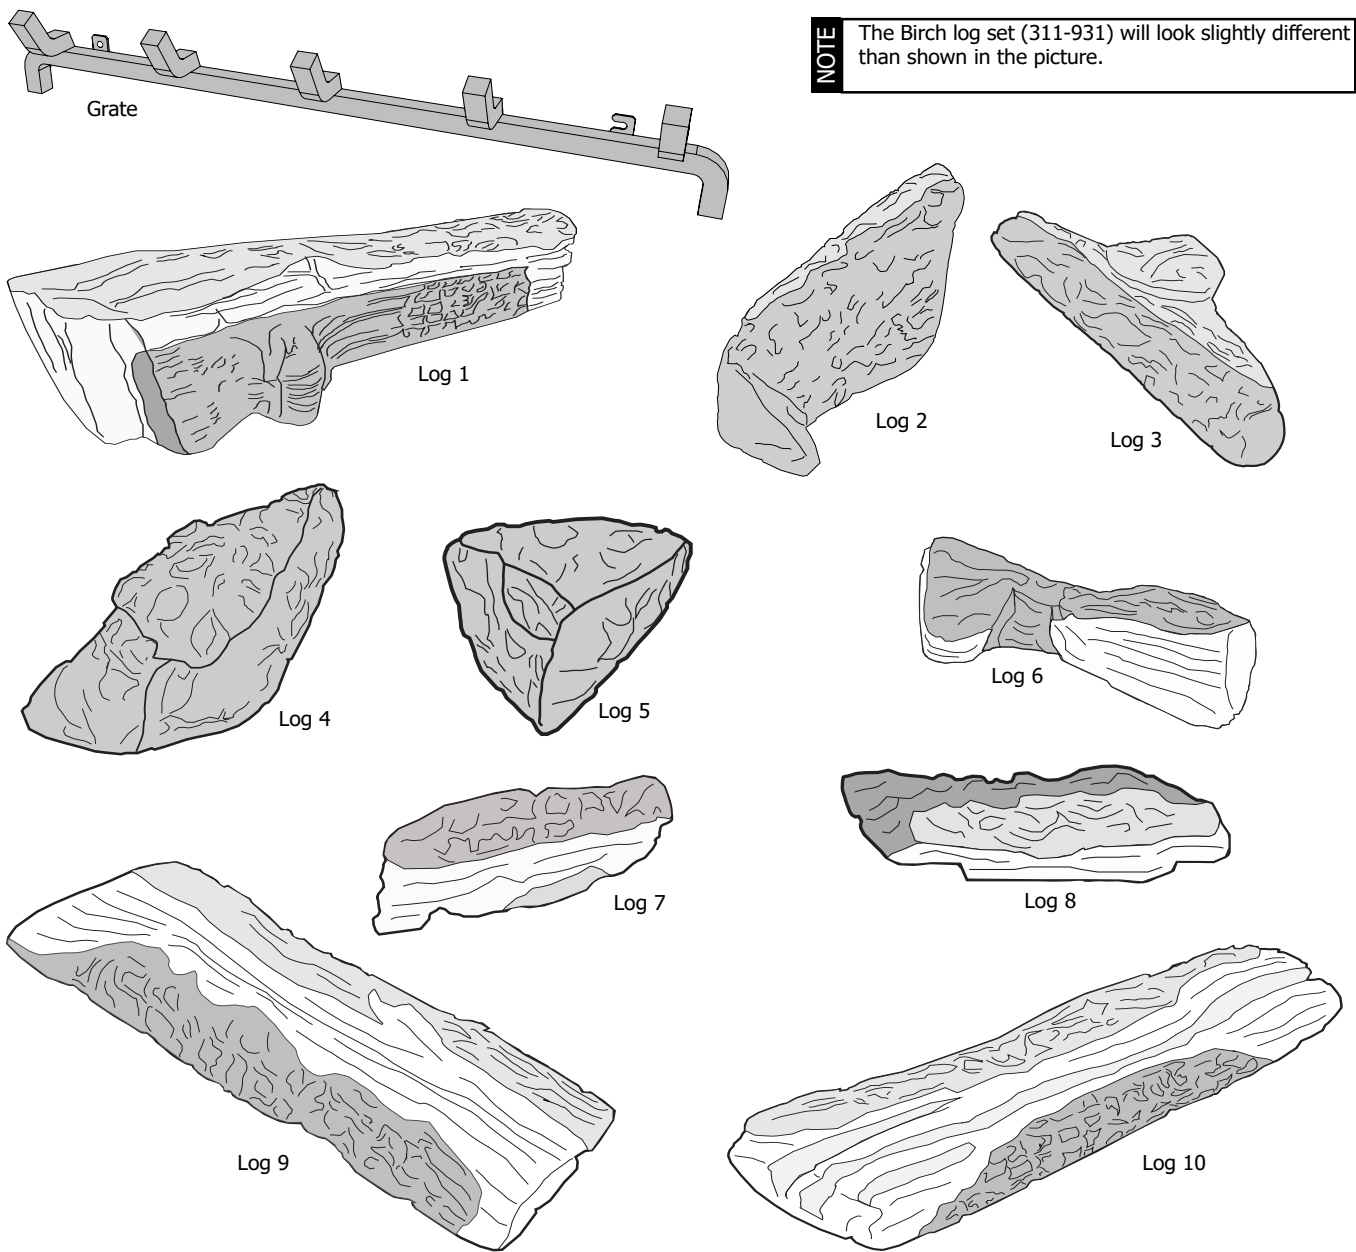 NOTE
The Birch log set (311-931) will look slightly different
than shown in the picture.
Grate
Log 1
Log 2
Log 3
Log 4
Log 5
Log 6
Log 7
Log 8
Log 9
Log 10